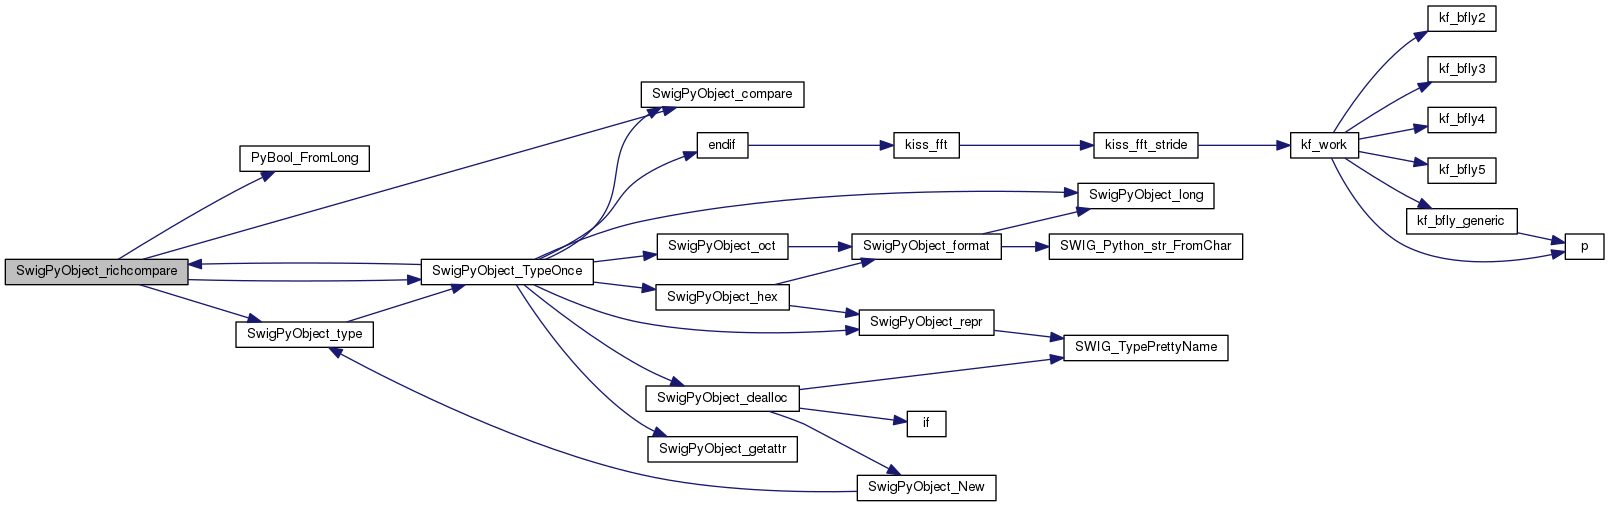 kf_bfly2
kf_bfly3
SwigPyObject_compare
kf_bfly4
endif
kiss_fft
kiss_fft_stride
kf_work
PyBool_FromLong
kf_bfly5
SwigPyObject_long
kf_bfly_generic
SwigPyObject_oct
SwigPyObject_format
SWIG_Python_str_FromChar
p
SwigPyObject_richcompare
SwigPyObject_TypeOnce
SwigPyObject_hex
SwigPyObject_repr
SwigPyObject_type
SWIG_TypePrettyName
SwigPyObject_dealloc
if
SwigPyObject_getattr
SwigPyObject_New